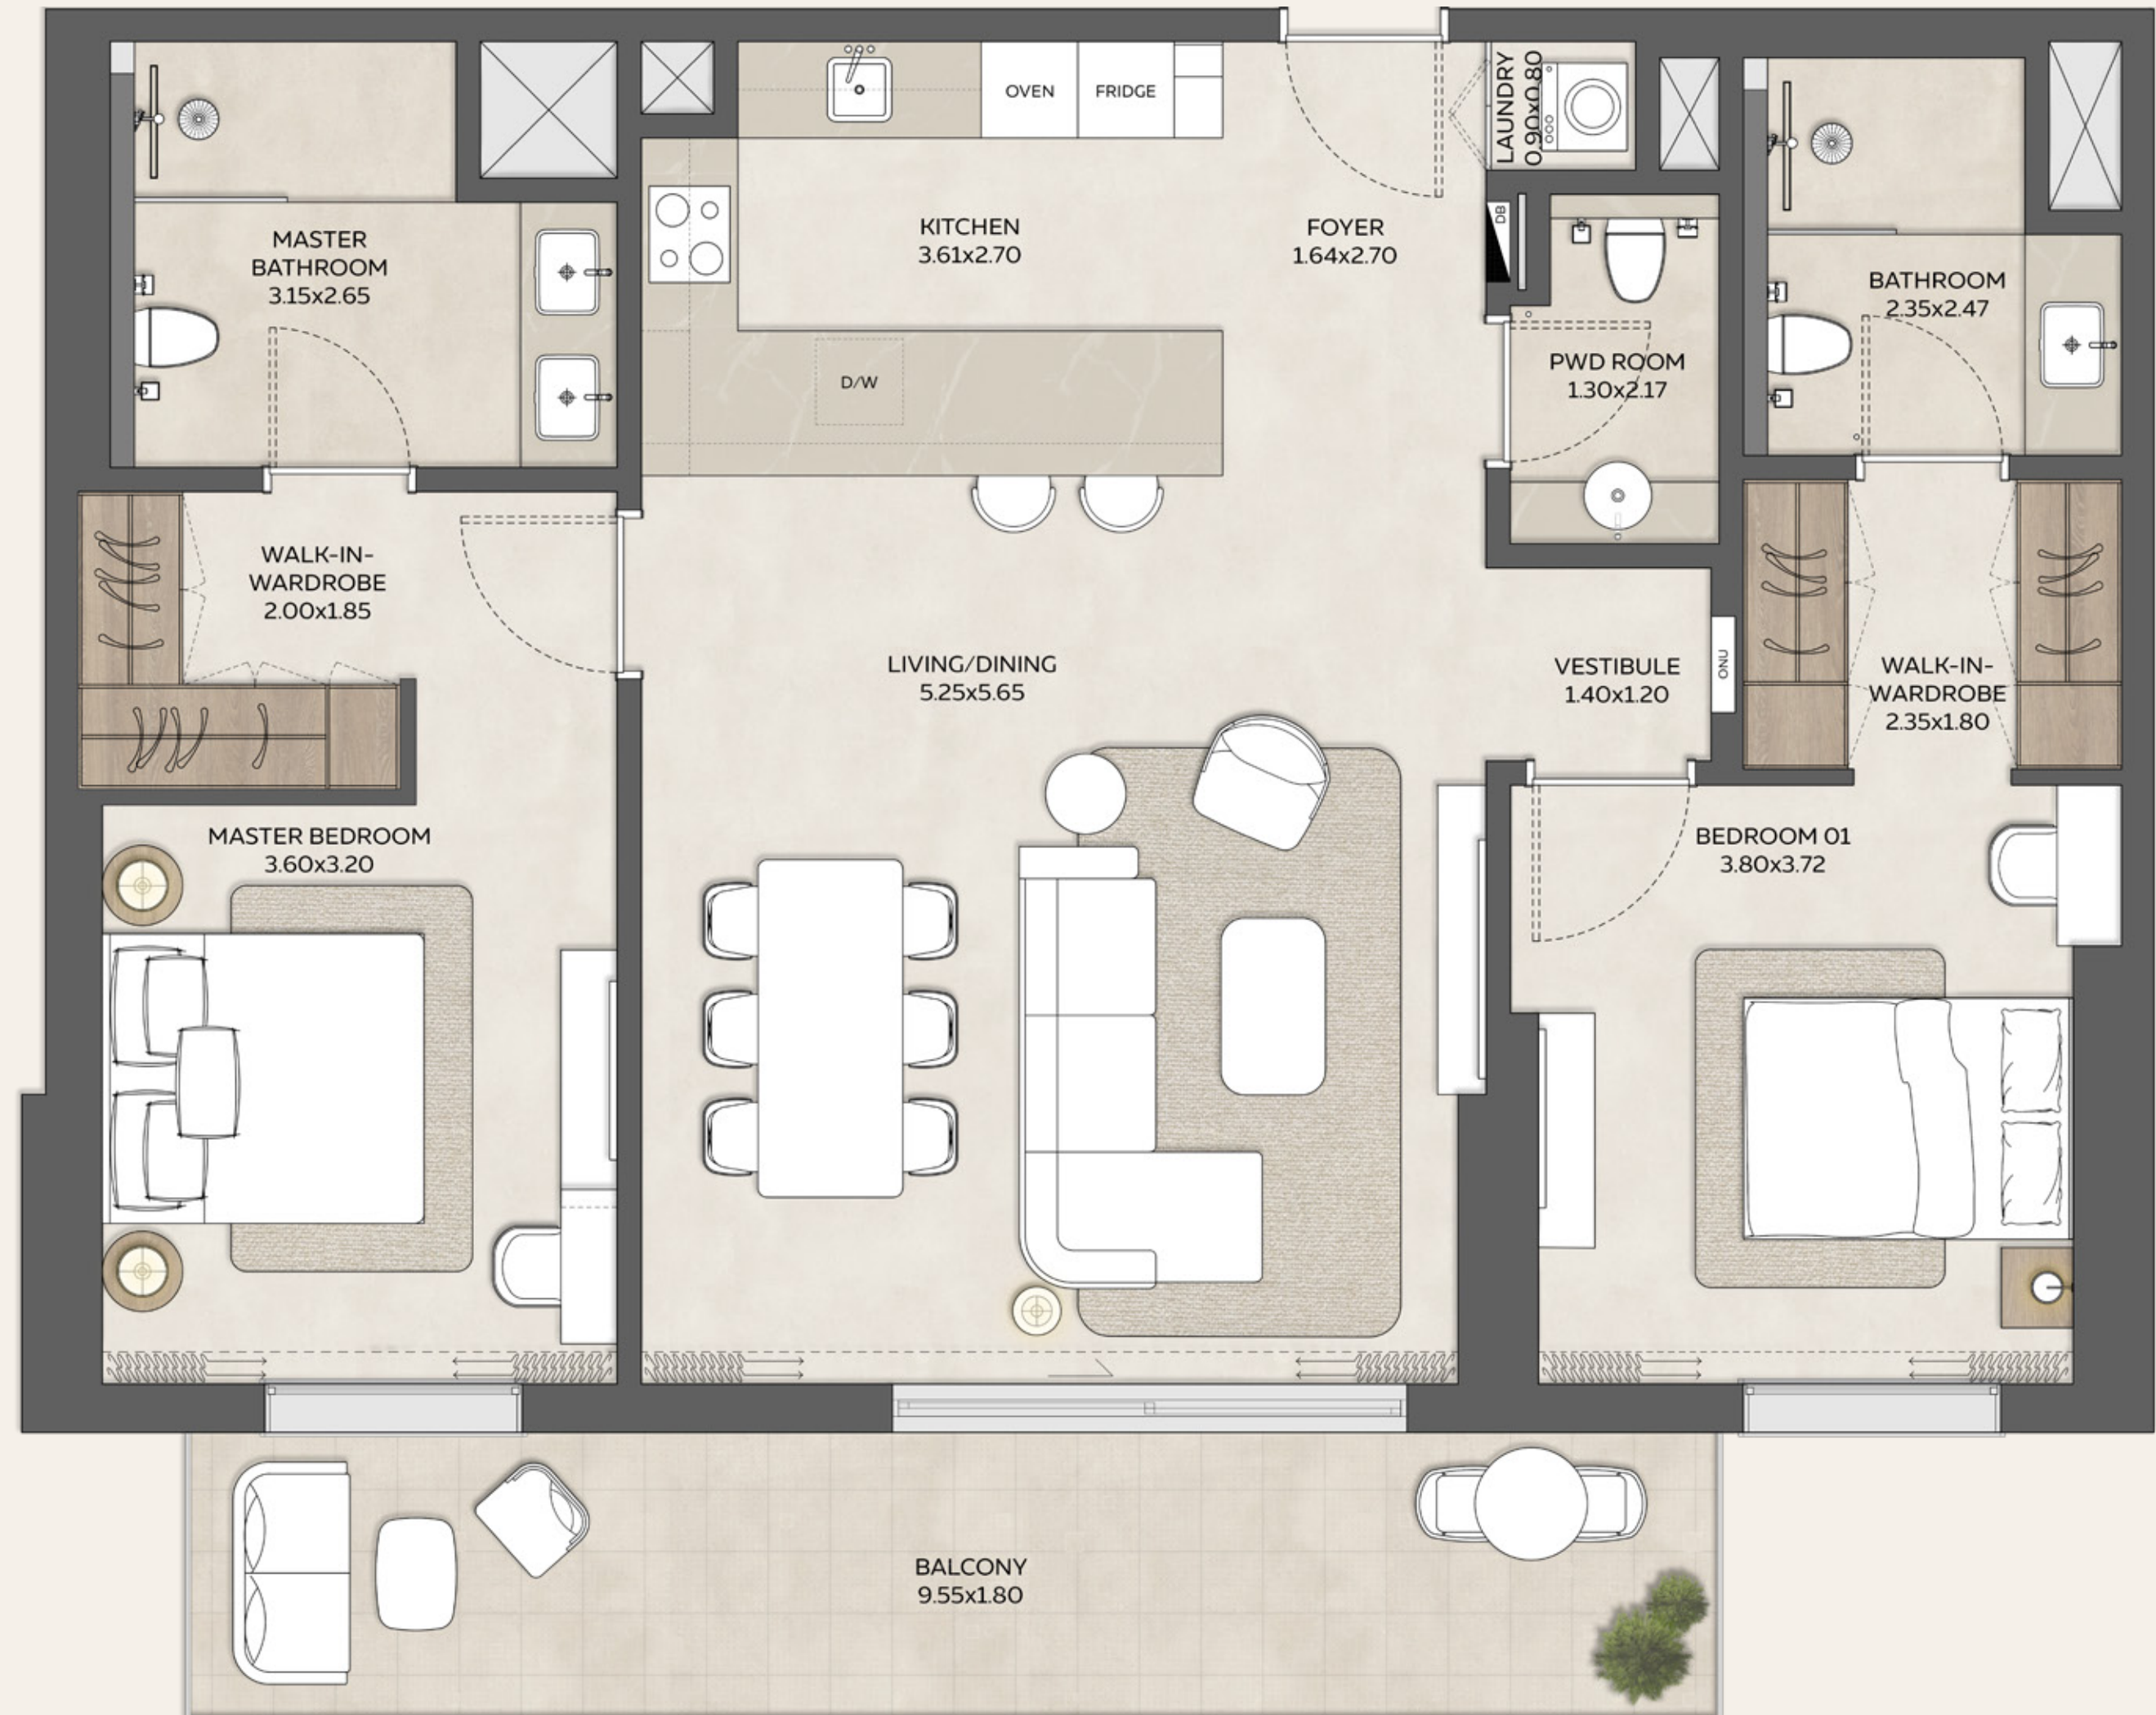 OVEN
FRIDGE
LAUNDRY
0.90x0.80
KITCHEN
3.61x2.70
FOYER
1.64x2.70
DB
MASTER
BATHROOM
3.15x2.65
BATHROOM
2.35x2.47
PWD ROOM
1.30x2.17
D/W
WALK-IN-
WARDROBE
2.00x1.85
LIVING/DINING
5.25x5.65
VESTIBULE
1.40x1.20
ONU
WALK-IN-
WARDROBE
2.35x1.80
MASTER BEDROOM
3.60x3.20
BEDROOM 01
3.80x3.72
BALCONY
9.55x1.80